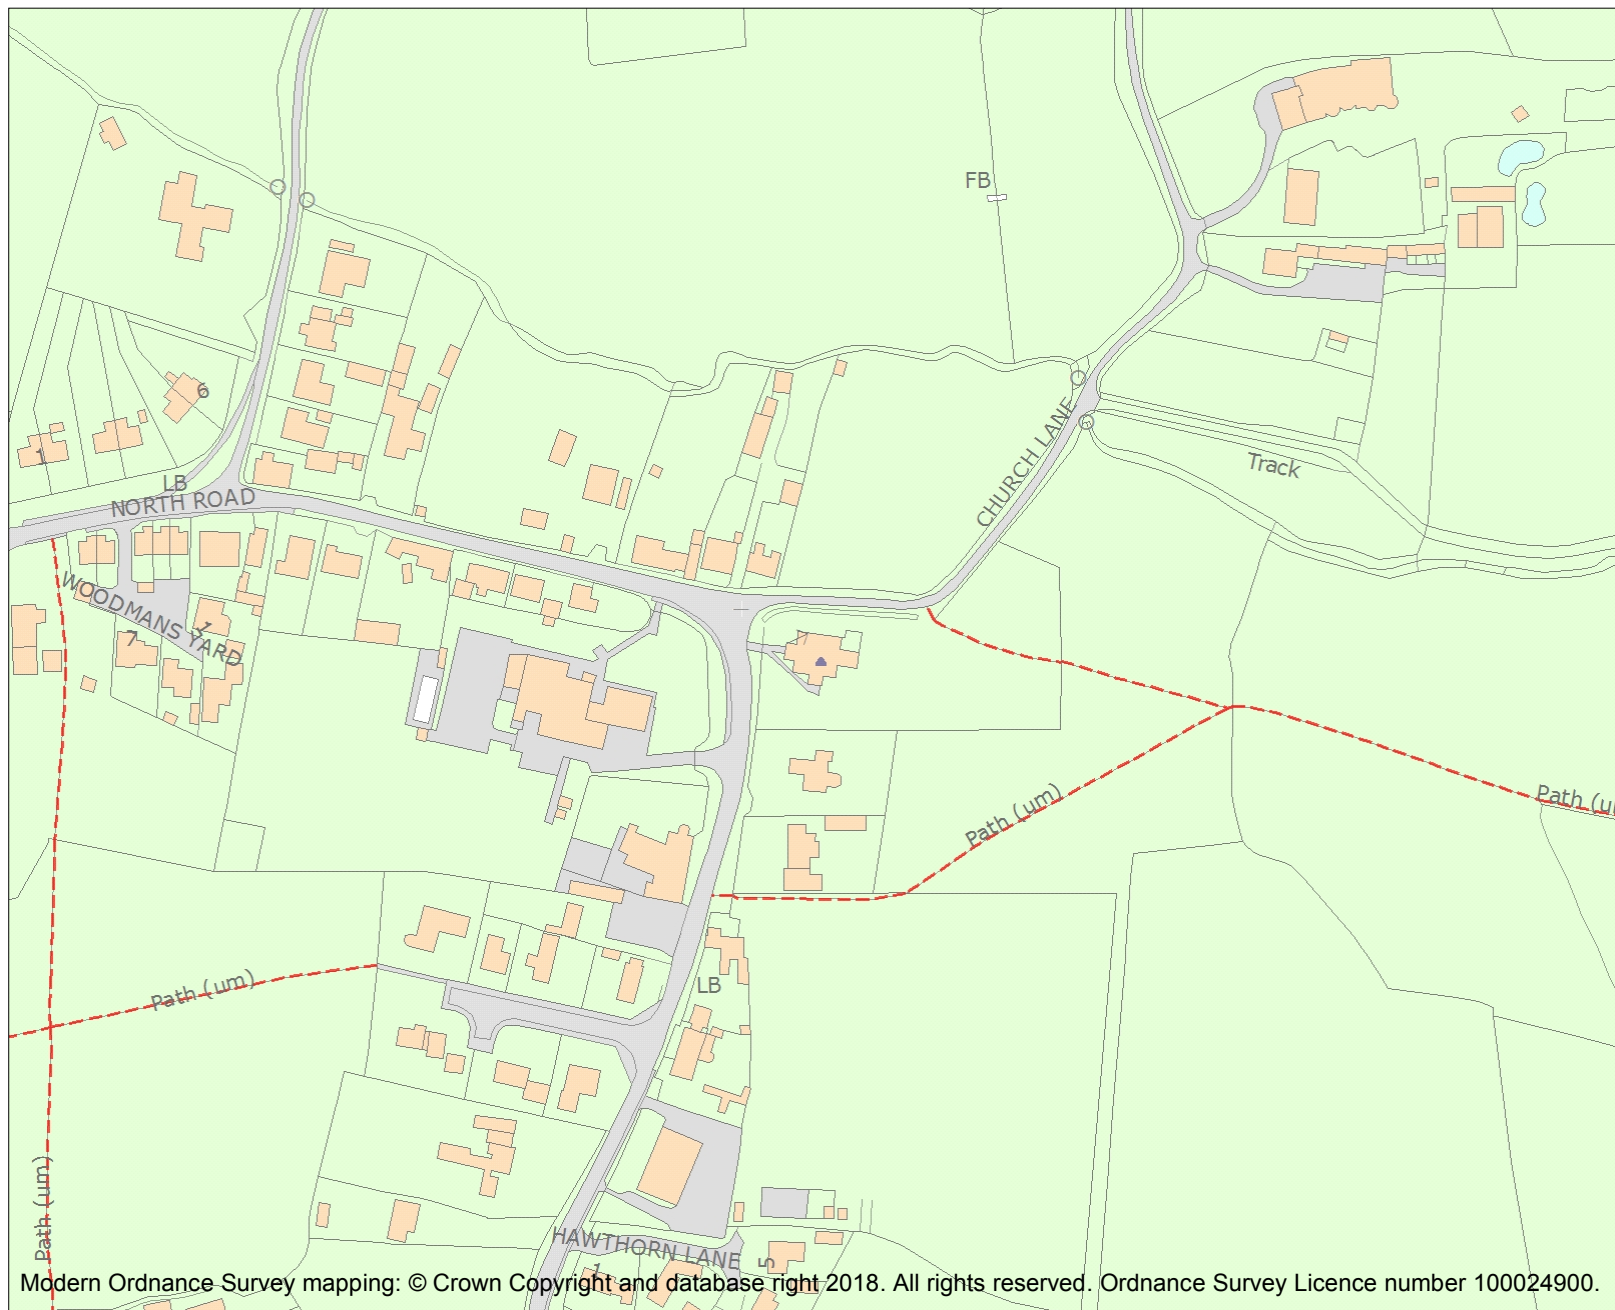 FB
CHURCH LANE
6
1
Track
LB
NORTH ROAD
WOODMANS YARD
1
7
Path (um)
Path (u
Path (um)
LB
Path (um)
HAWTHORN LANE
5
1
Modern Ordnance Survey mapping: © Crown Copyright and database right 2018. All rights reserved. Ordnance Survey Licence number 100024900.